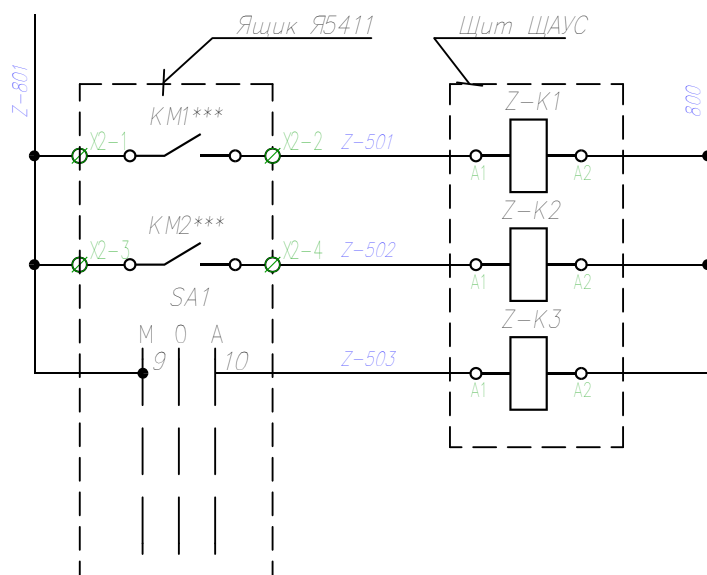 Ящик Я5411
Щит ЩАУС
Z-801
800
KM1***
Z-K1
X2-1
X2-2
Z-501
A1
A2
KM2***
Z-K2
X2-3
X2-4
Z-502
A1
A2
SA1
Z-K3
М О А
9
10
Z-503
A1
A2